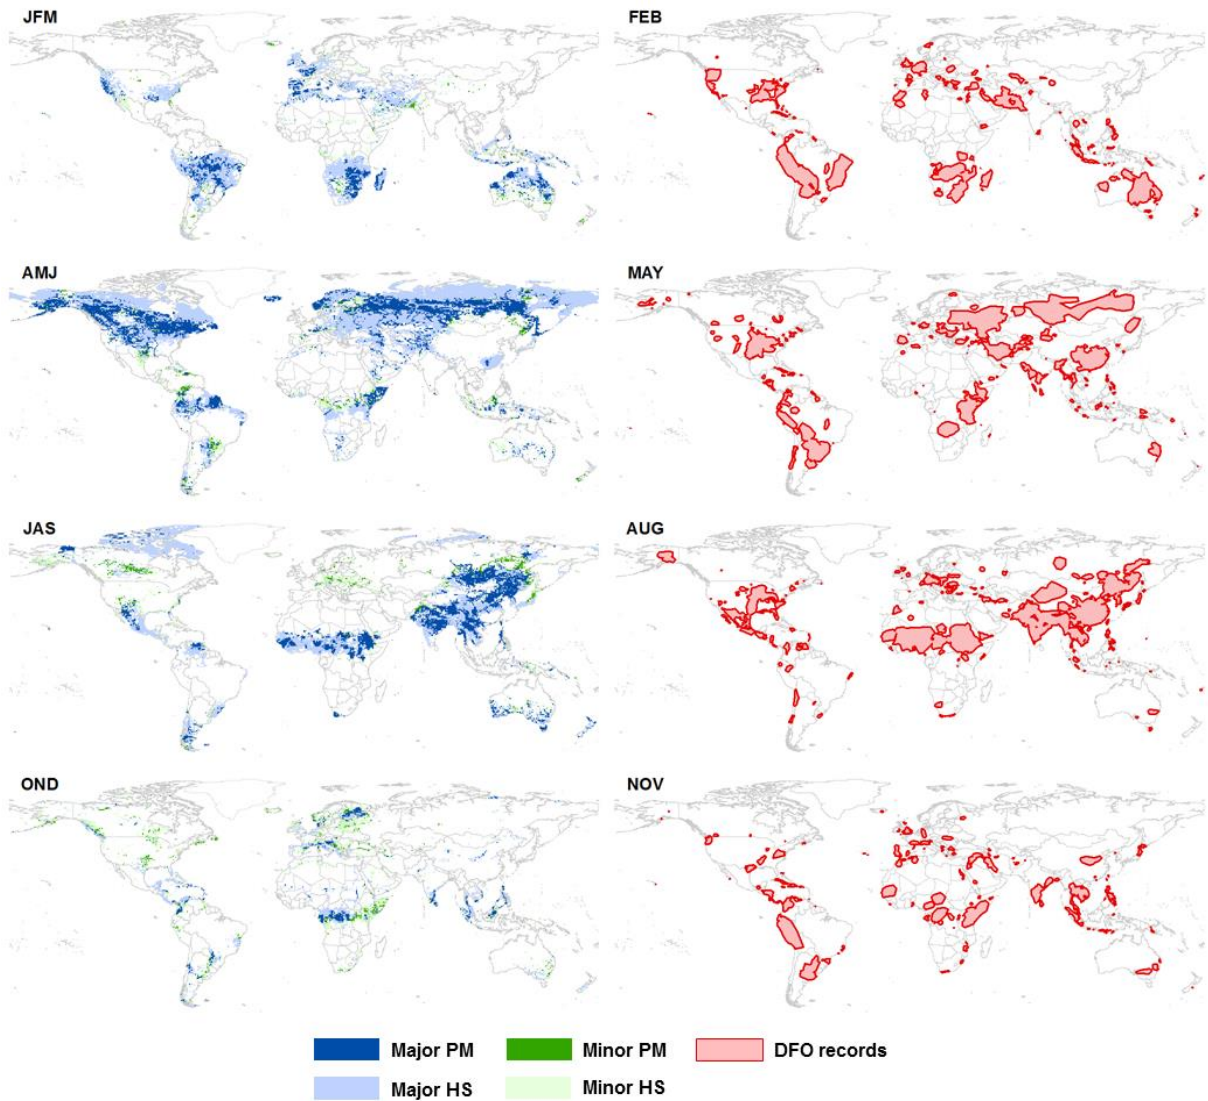 JFM
FEB
AMJ
MAY
JAS
AUG
OND
NOV
Major PM
Minor PM
DFO records
Major HS
Minor HS